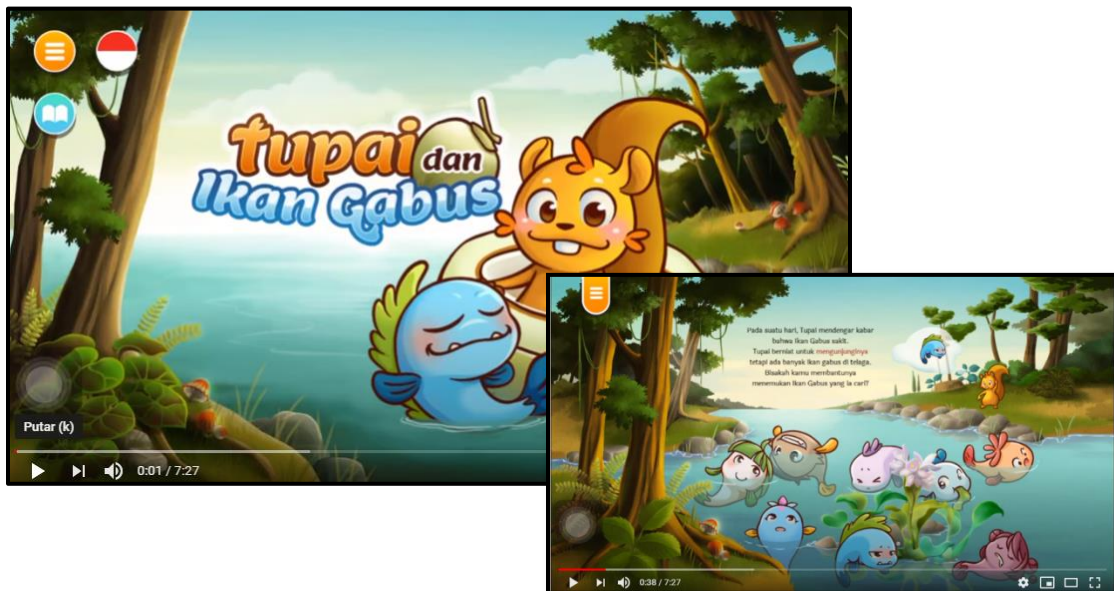 Tupai dan
Ikan Gabus
Putar (k)
0:01 / 7:27
Pada suatu hari, Tupai mendengar kabar
bahwa Ikan Gabus sakit.
Tupai berniat untuk mengunjunginya
tetapi ada banyak ikan gabus di telaga.
Bisakah kamu membantunya
menemukan Ikan Gabus yang ia cari?
0:38 / 7:27